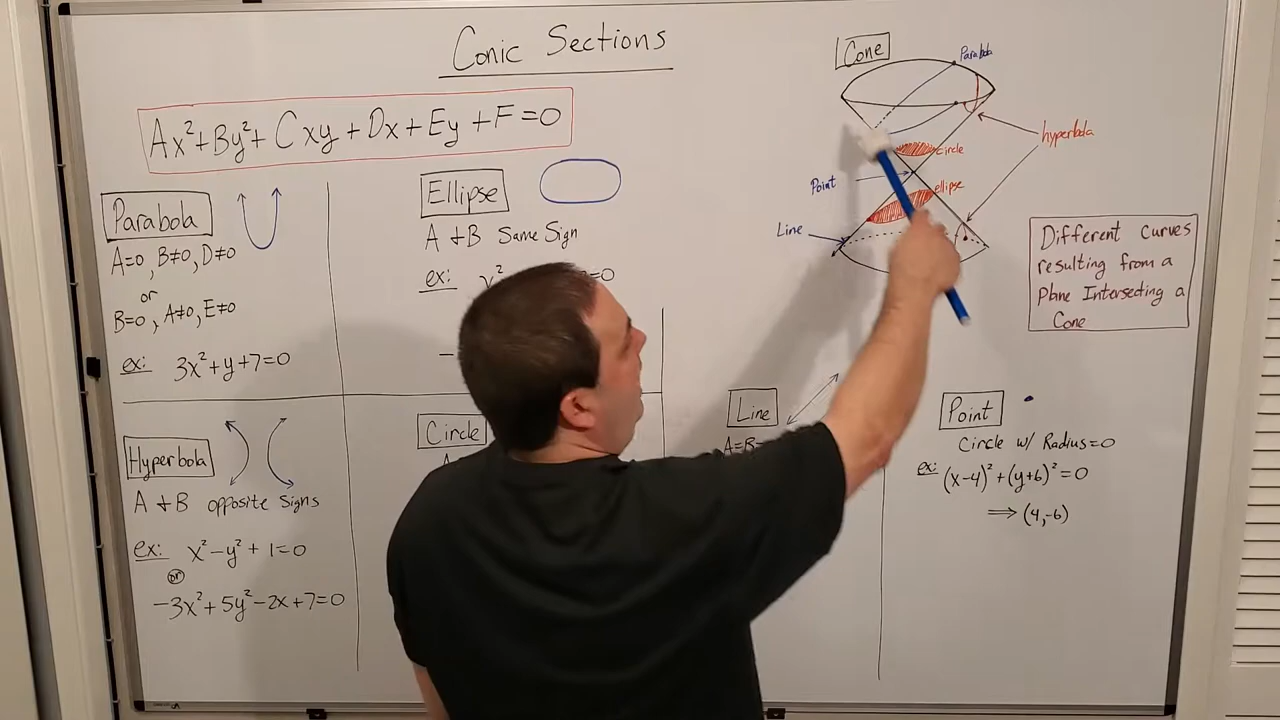 Conic Sections
Ax²+By²+Cxy+Dx+Ey+F=0
Parabola
A=0, B≠0, D≠0
or
B=0, A≠0, E≠0
ex: 3x²+y+7=0
Ellipse
A & B Same Sign
ex:
=0
Hyperbola
A & B opposite Signs
ex: x²-y²+1=0
or
-3x²+5y²-2x+7=0
Circle
Cone
Parabola
hyperbola
circle
Point
ellipse
Line
Different Curves
resulting from a
Plane Intersecting a
Cone
Line
A=B=
Point
Circle w/ Radius=0
ex: (x-4)²+(y+6)²=0
⟹(4,-6)